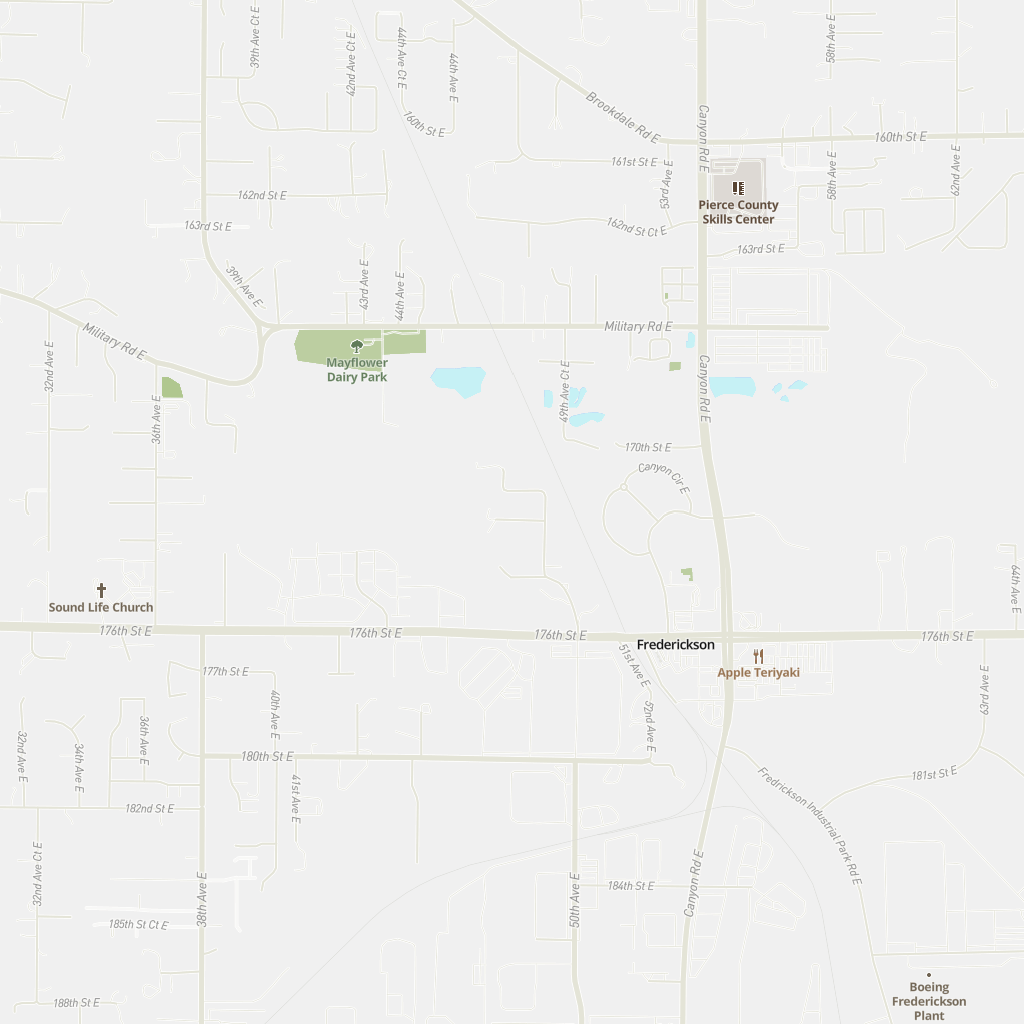 39th Ave Ct E
42nd Ave Ct E
44th Ave Ct E
46th Ave E
58th Ave E
Brookdale Rd E
Canyon Rd E
160th St E
160th St E
161st St E
53rd Ave E
58th Ave E
62nd Ave E
Pierce County
Skills Center
162nd St E
163rd St E
162nd St Ct E
163rd St E
39th Ave E
43rd Ave E
44th Ave E
Military Rd E
Military Rd E
32nd Ave E
Mayflower
Dairy Park
36th Ave E
49th Ave Ct E
Canyon Rd E
170th St E
Canyon Cir E
64th Ave E
Sound Life Church
176th St E
176th St E
176th St E
176th St E
Frederickson
51st Ave E
Apple Teriyaki
177th St E
40th Ave E
52nd Ave E
63rd Ave E
32nd Ave E
34th Ave E
36th Ave E
180th St E
41st Ave E
181st St E
Fredrickson Industrial Park Rd E
182nd St E
32nd Ave Ct E
38th Ave E
50th Ave E
184th St E
Canyon Rd E
185th St Ct E
188th St E
Boeing
Frederickson
Plant